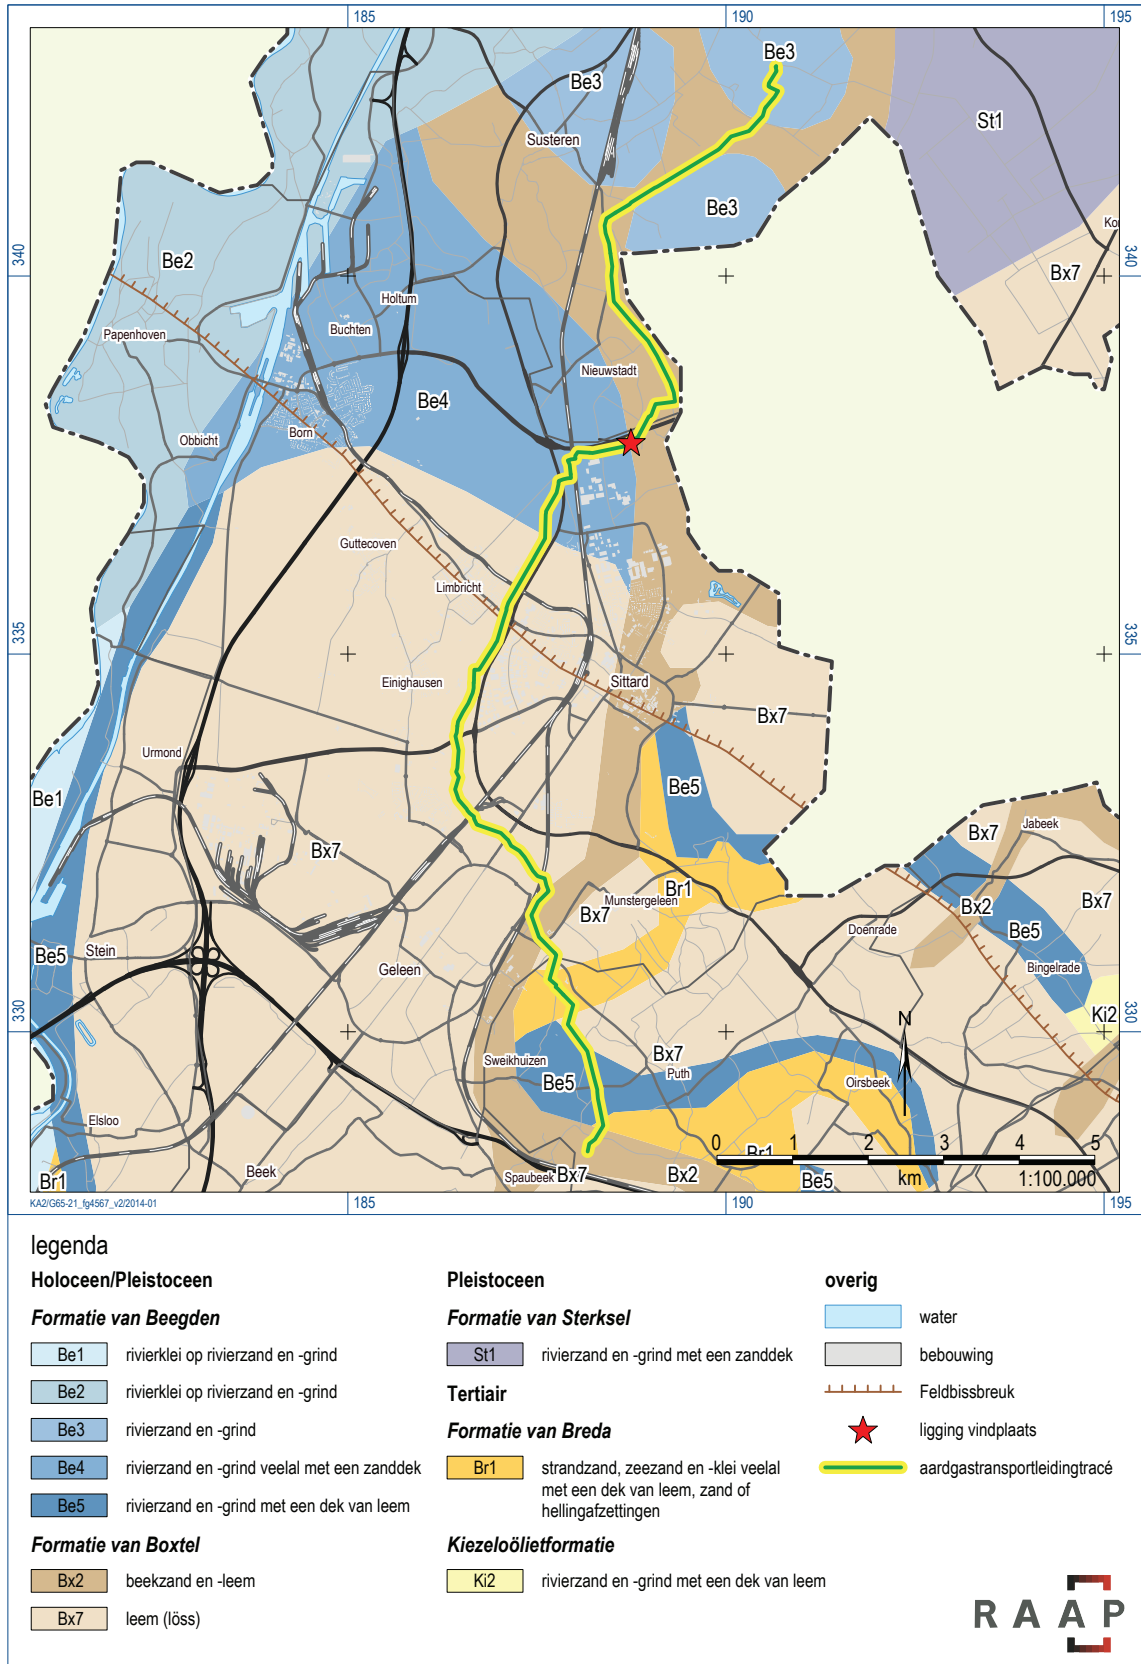 185
190
195
Be3
Be3
St1
Susteren
Be3
Kon
340
Be2
Bx7
340
Holtum
Buchten
Papenhoven
Nieuwstadt
Be4
Obbicht
Born
Guttecoven
Limbricht
335
335
Einighausen
Sittard
Bx7
Urmond
Be5
Be1
Bx7
Jabeek
Bx7
Br1
Munstergeleen
Bx7
Bx2
Bx7
Doenrade
Be5
Stein
Be5
Geleen
Bingelrade
330
N
Ki2
330
Sweikhuizen
Bx7
Puth
Be5
Oirsbeek
Elsloo
0 1 2 3 4 5
Br1
Beek
Spaubeek
Bx7
Bx2
Be5
km
1:100.000
Br1
KA2/G65-21_fg4567_v2/2014-01
185
190
195
legenda
Holoceen/Pleistoceen
Formatie van Beegden
Be1 rivierklei op rivierzand en -grind
Be2 rivierklei op rivierzand en -grind
Be3 rivierzand en -grind
Be4 rivierzand en -grind veelal met een zanddek
Be5 rivierzand en -grind met een dek van leem
Formatie van Boxtel
Bx2 beekzand en -leem
Bx7 leem (löss)
Pleistoceen
Formatie van Sterksel
St1 rivierzand en -grind met een zanddek
Tertiair
Formatie van Breda
Br1 strandzand, zeezand en -klei veelal
met een dek van leem, zand of
hellingafzettingen
Kiezeloölietformatie
Ki2 rivierzand en -grind met een dek van leem
overig
water
bebouwing
Feldbissbreuk
ligging vindplaats
aardgastransportleidingtracé
RAAP